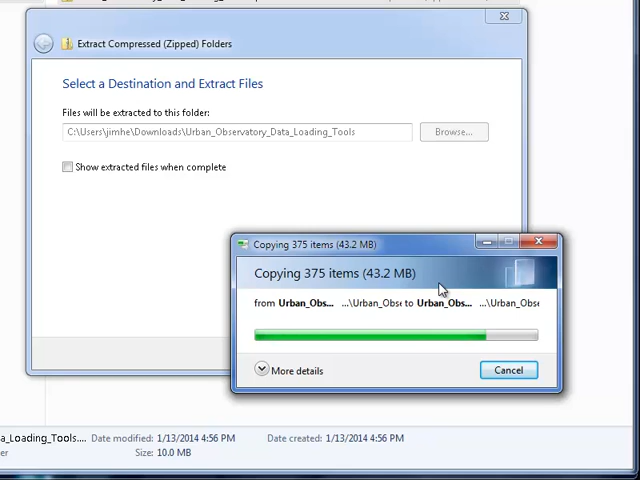 Extract Compressed (Zipped) Folders
Select a Destination and Extract Files
Files will be extracted to this folder:
C:\Users\jimhe\Downloads\Urban_Observatory_Data_Loading_Tools
Browse...
Show extracted files when complete
Copying 375 items (43.2 MB)
Copying 375 items (43.2 MB)
from Urban_Obs... ...\Urban_Obse to Urban_Obs... ...\Urban_Obse
More details
Cancel
a_Loading_Tools.... Date modified: 1/13/2014 4:56 PM Date created: 1/13/2014 4:56 PM
er Size: 10.0 MB